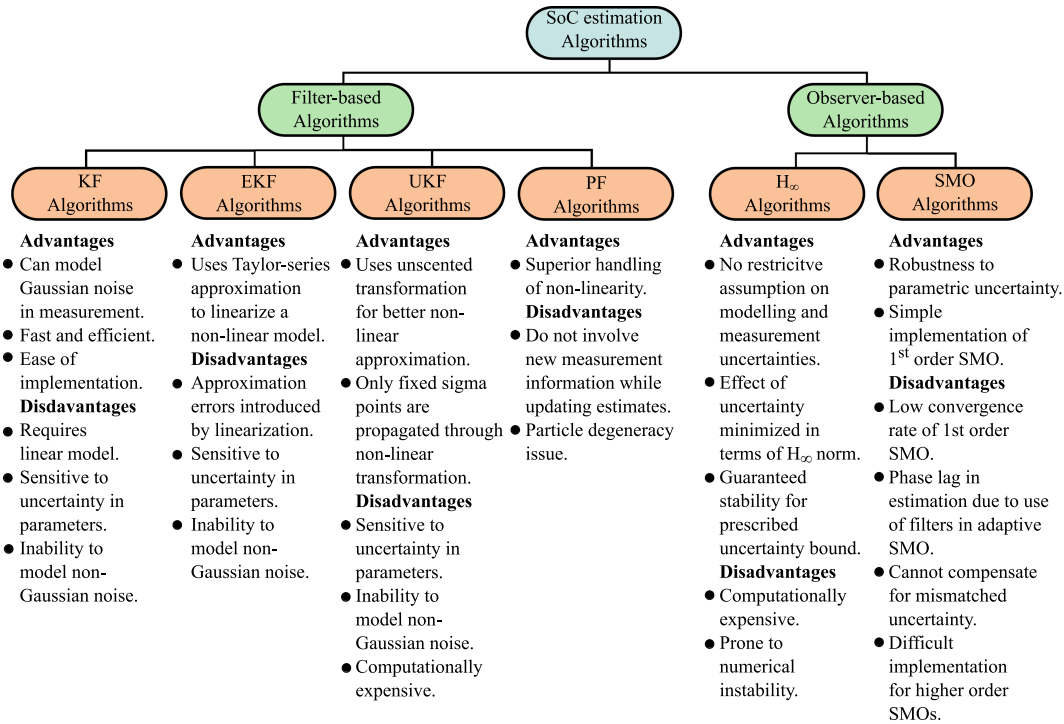 SoC estimation
Algorithms
Filter-based
Algorithms
Observer-based
Algorithms
KF
Algorithms
EKF
Algorithms
UKF
Algorithms
PF
Algorithms
H∞
Algorithms
SMO
Algorithms
Advantages
● Can model
Gaussian noise
in measurement.
● Fast and efficient.
● Ease of
implementation.
Disdavantages
● Requires
linear model.
● Sensitive to
uncertainty in
parameters.
● Inability to
model non-
Gaussian noise.
Advantages
● Uses Taylor-series
approximation
to linearize a
non-linear model.
Disadvantages
● Approximation
errors introduced
by linearization.
● Sensitive to
uncertainty in
parameters.
● Inability to
model non-
Gaussian noise.
Advantages
● Uses unscented
transformation
for better non-
linear
approximation.
● Only fixed sigma
points are
propagated through
non-linear
transformation.
Disadvantages
● Sensitive to
uncertainty in
parameters.
● Inability to
model non-
Gaussian noise.
● Computationally
expensive.
Advantages
● Superior handling
of non-linearity.
Disadvantages
● Do not involve
new measurement
information while
updating estimates.
● Particle degeneracy
issue.
Advantages
● No restricitve
assumption on
modelling and
measurement
uncertainties.
● Effect of
uncertainty
minimized in
terms of H∞ norm.
● Guaranteed
stability for
prescribed
uncertainty bound.
Disadvantages
● Computationally
expensive.
● Prone to
numerical
instability.
Advantages
● Robustness to
parametric uncertainty.
● Simple
implementation of
1st order SMO.
Disadvantages
● Low convergence
rate of 1st order
SMO.
● Phase lag in
estimation due to use
of filters in adaptive
SMO.
● Cannot compensate
for mismatched
uncertainty.
● Difficult
implementation
for higher order
SMOs.